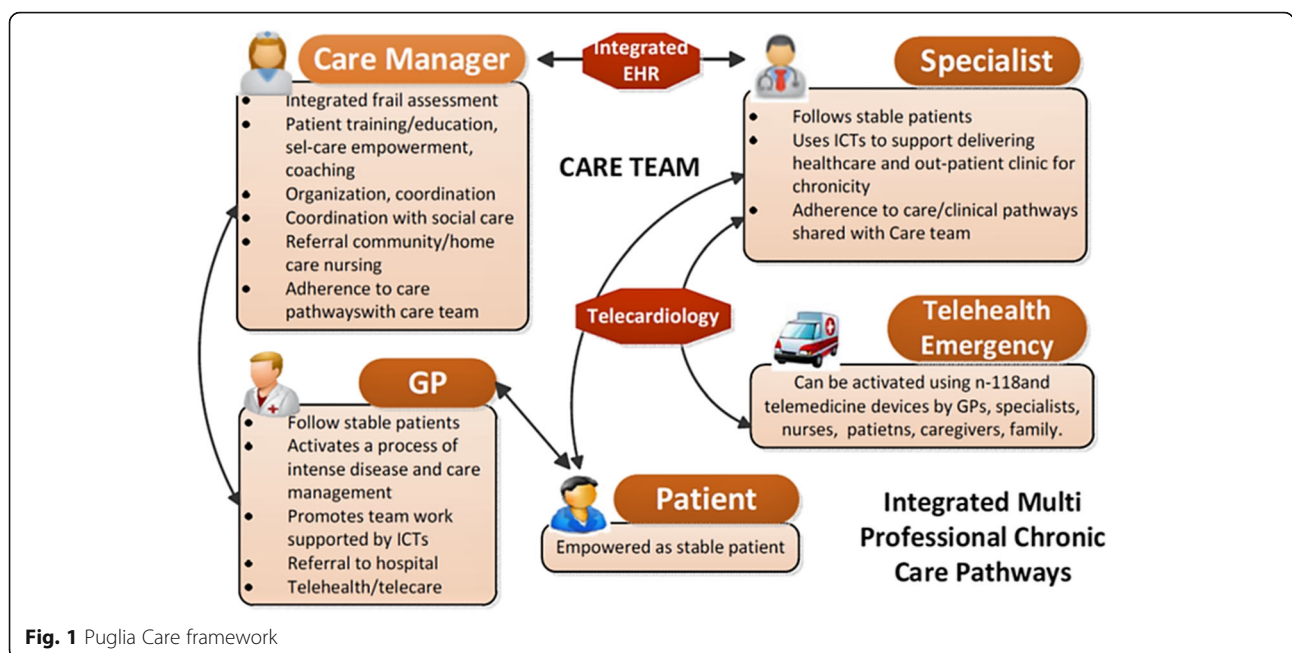 Care Manager
• Integrated frail assessment
• Patient training/education,
sel-care empowerment,
coaching
• Organization, coordination
• Coordination with social care
• Referral community/home
care nursing
• Adherence to care
pathwayswith care team
Integrated
EHR
Specialist
• Follows stable patients
• Uses ICTs to support delivering
healthcare and out-patient clinic for
chronicity
• Adherence to care/clinical pathways
shared with Care team
CARE TEAM
Telecardiology
Telehealth
Emergency
Can be activated using n-118and
telemedicine devices by GPs, specialists,
nurses, patietns, caregivers, family.
GP
• Follow stable patients
• Activates a process of
intense disease and care
management
• Promotes team work
supported by ICTs
• Referral to hospital
• Telehealth/telecare
Patient
Empowered as stable patient
Integrated Multi
Professional Chronic
Care Pathways
Fig. 1 Puglia Care framework